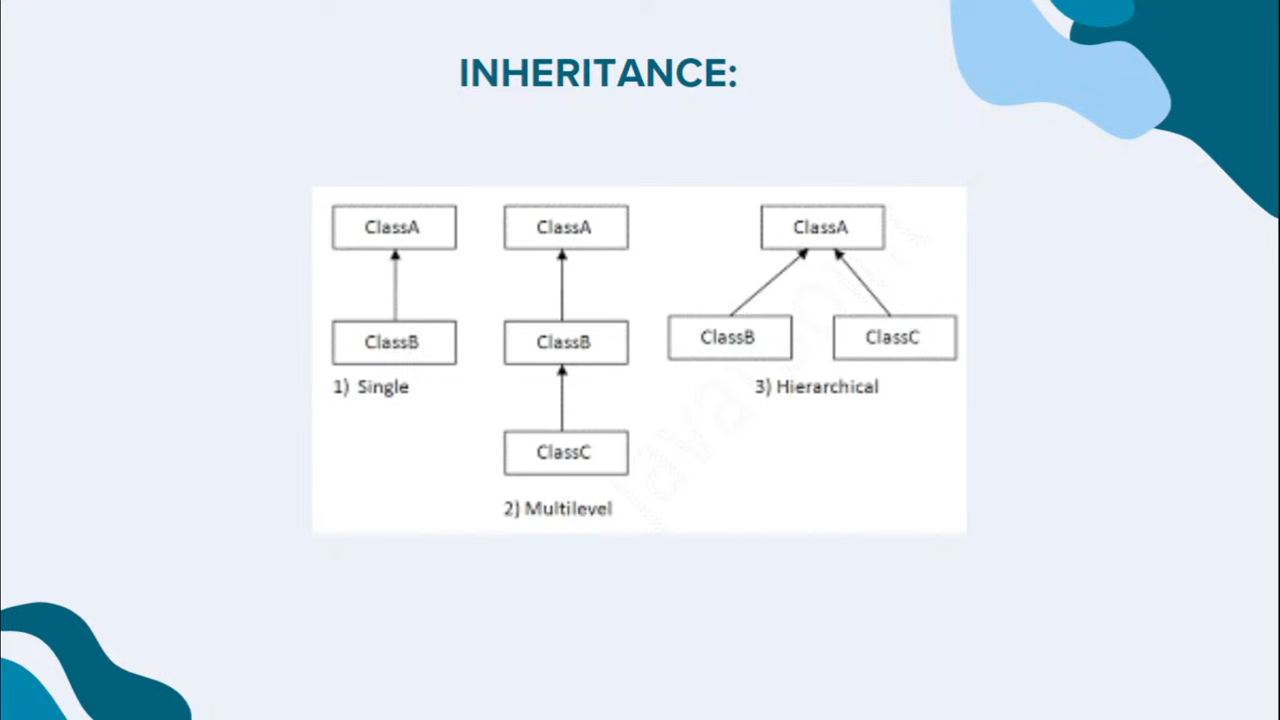 INHERITANCE:
ClassA
ClassB
1) Single
ClassA
ClassB
ClassC
2) Multilevel
ClassA
ClassB
ClassC
3) Hierarchical